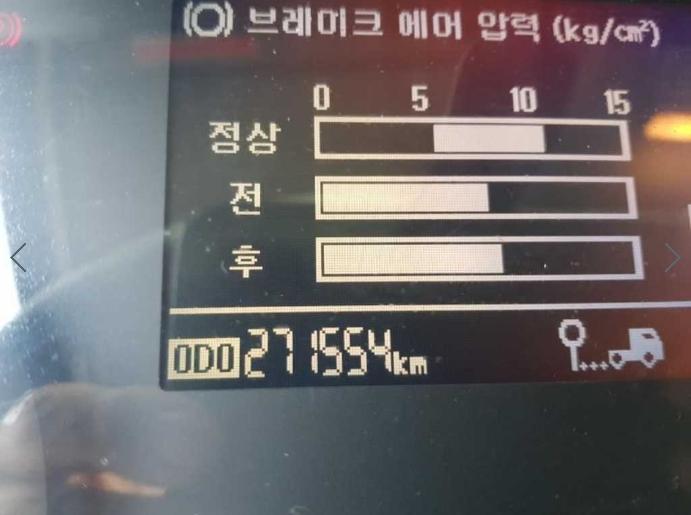 브레이크 에어 압력 (kg/cm²)
0 5 10 15
정상
전
후
ODO 271554km